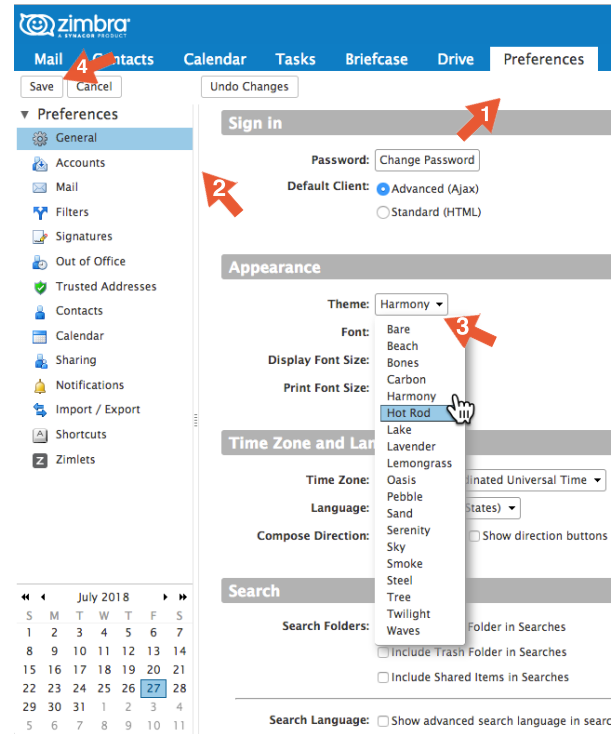 zimbra
A SYNACOR PRODUCT
Mail Contacts Calendar Tasks Briefcase Drive Preferences
4
Save Cancel Undo Changes
1
Preferences
General
Accounts
Mail
Filters
Signatures
Out of Office
Trusted Addresses
Contacts
Calendar
Sharing
Notifications
Import / Export
Shortcuts
Z Zimlets
July 2018
S M T W T F S
1 2 3 4 5 6 7
8 9 10 11 12 13 14
15 16 17 18 19 20 21
22 23 24 25 26 27 28
29 30 31 1 2 3 4
5 6 7 8 9 10 11
Sign in
Password: Change Password
2
Default Client: Advanced (Ajax)
Standard (HTML)
Appearance
Theme: Harmony
3
Font:
Display Font Size:
Print Font Size:
Bare
Beach
Bones
Carbon
Harmony
Hot Rod
Lake
Lavender
Lemongrass
Oasis
Pebble
Sand
Serenity
Sky
Smoke
Steel
Tree
Twilight
Waves
Time Zone and Lan
Time Zone: inated Universal Time
Language: States)
Compose Direction: Show direction buttons
Search
Search Folders: Folder in Searches
Include Trash Folder in Searches
Include Shared Items in Searches
Search Language: Show advanced search language in searc